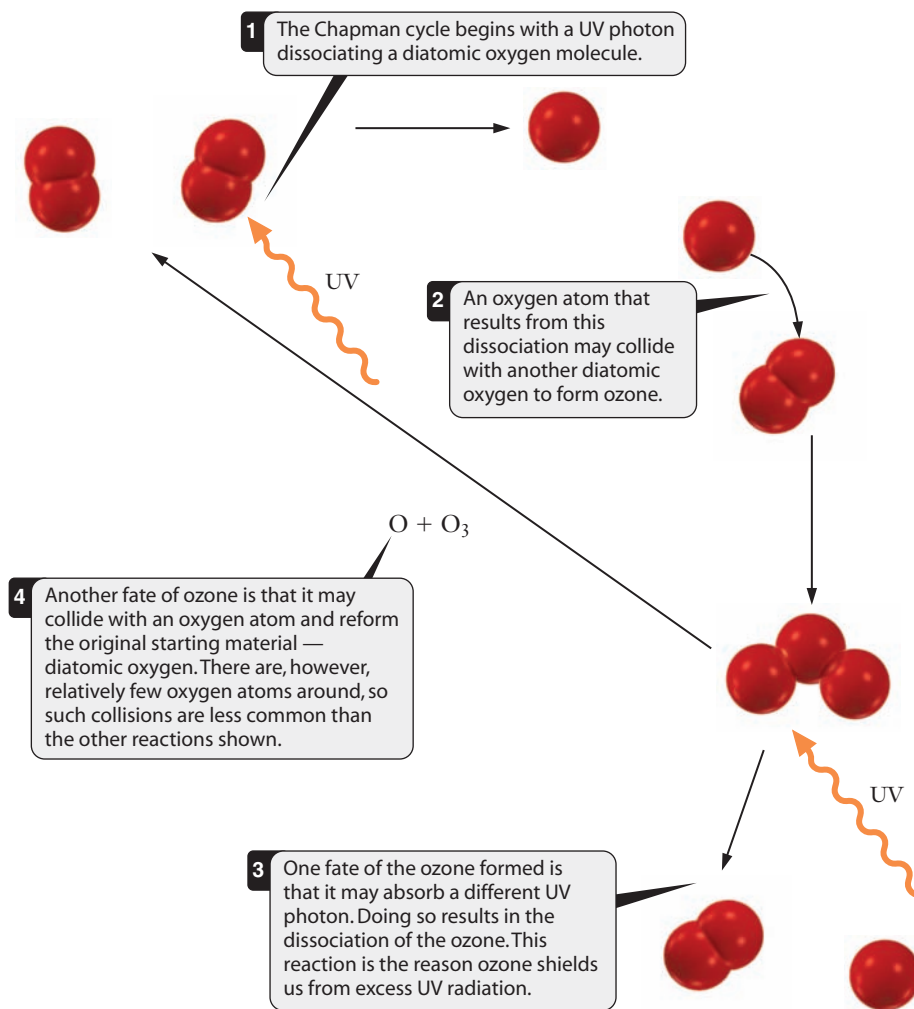 1
The Chapman cycle begins with a UV photon
dissociating a diatomic oxygen molecule.
UV
2
An oxygen atom that
results from this
dissociation may collide
with another diatomic
oxygen to form ozone.
O + O₃
4
Another fate of ozone is that it may
collide with an oxygen atom and reform
the original starting material —
diatomic oxygen. There are, however,
relatively few oxygen atoms around, so
such collisions are less common than
the other reactions shown.
UV
3
One fate of the ozone formed is
that it may absorb a different UV
photon. Doing so results in the
dissociation of the ozone. This
reaction is the reason ozone shields
us from excess UV radiation.